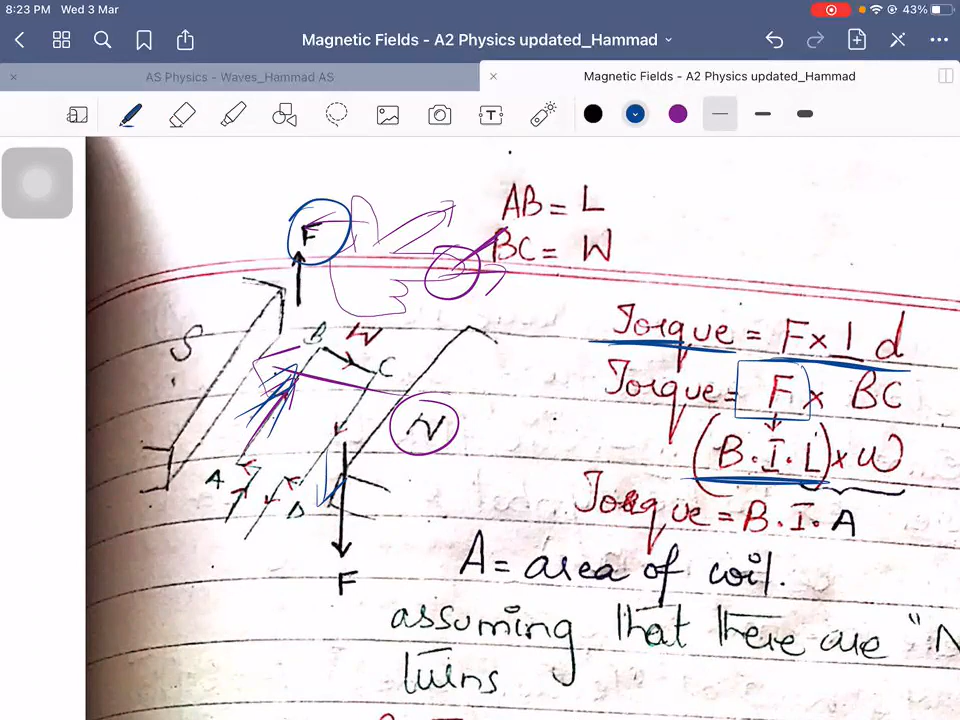 8:23 PM Wed 3 Mar
43%
Magnetic Fields - A2 Physics updated_Hammad
AS Physics - Waves_Hammad AS
Magnetic Fields - A2 Physics updated_Hammad
AB = L
BC = W
F
S
B
W
C
N
A
D
F
Torque = F × ⊥ d
Torque = F × BC
(B.I.L) × W
Torque = B.I.A
A = area of coil.
assuming that there are "N
turns